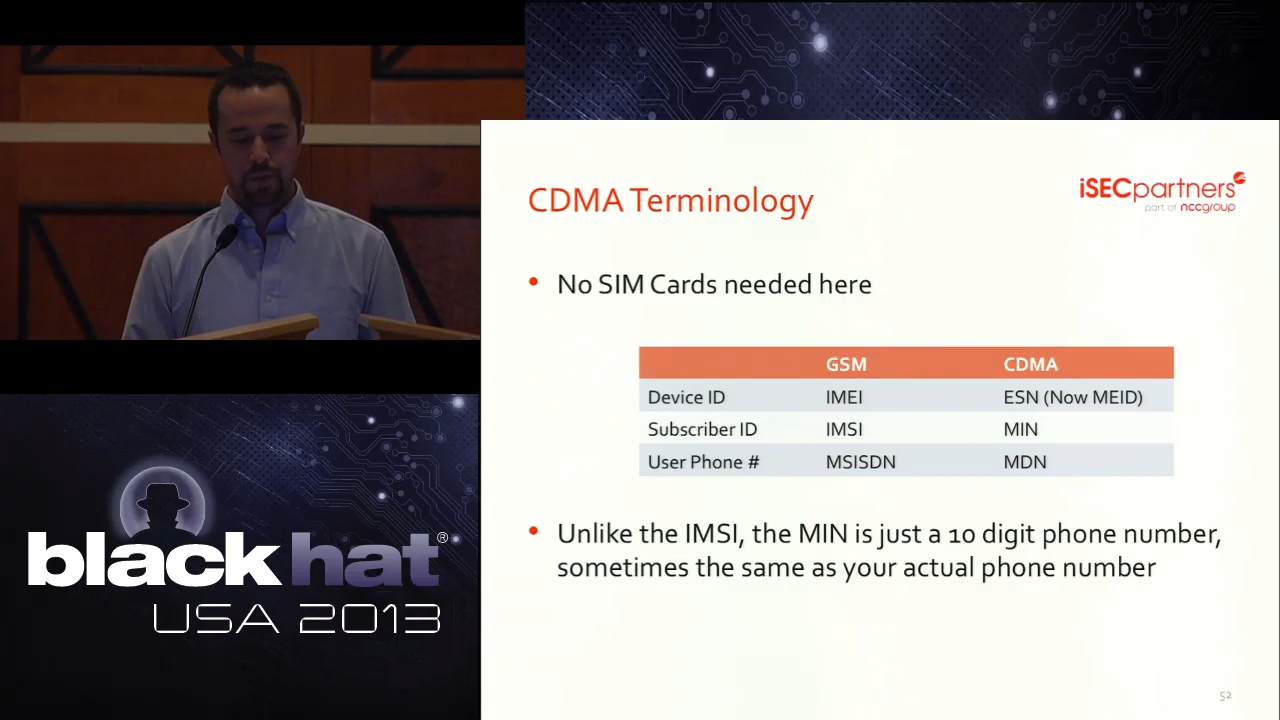 CDMA Terminology
iSECpartners
part of nccgroup
• No SIM Cards needed here
GSM CDMA
Device ID IMEI ESN (Now MEID)
Subscriber ID IMSI MIN
User Phone # MSISDN MDN
• Unlike the IMSI, the MIN is just a 10 digit phone number,
sometimes the same as your actual phone number
52
blackhat®
USA 2013